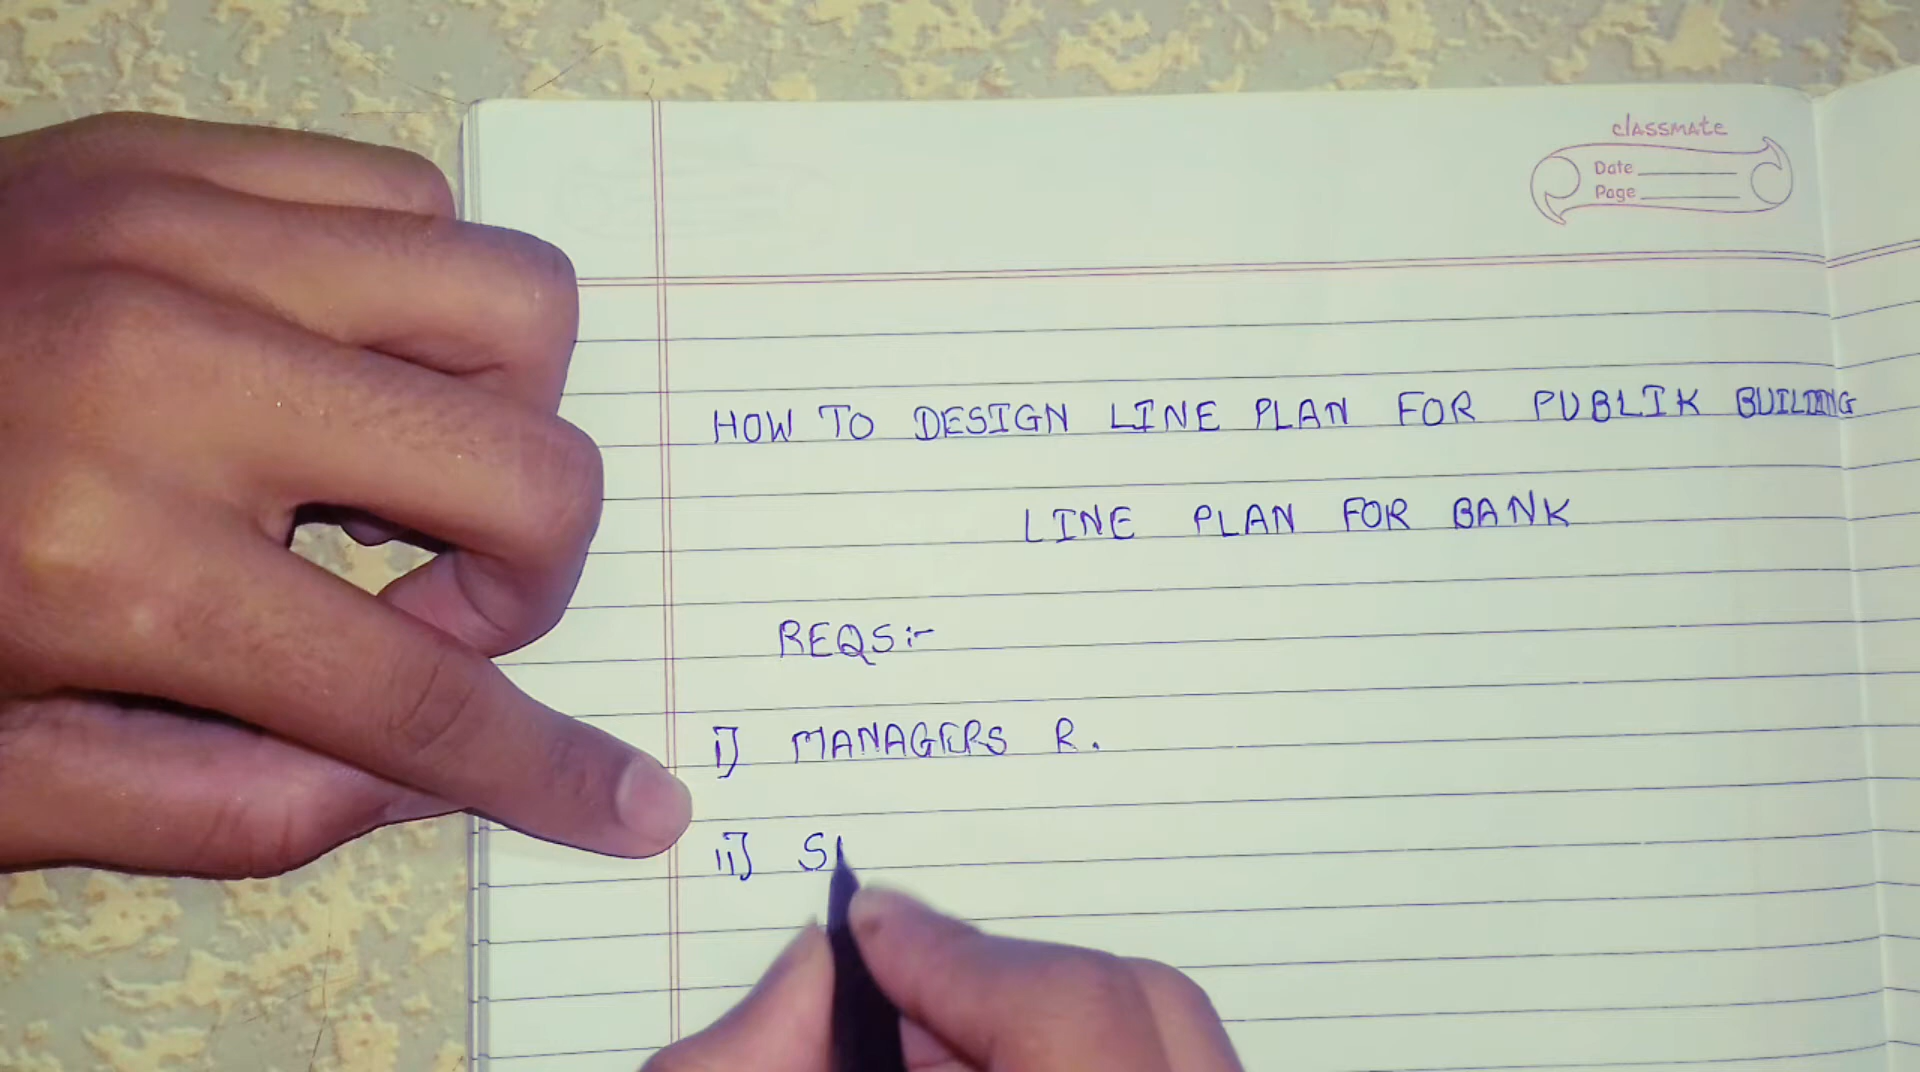 classmate
Date
Page
HOW TO DESIGN LINE PLAN FOR PUBLIK BUILDING
LINE PLAN FOR BANK
REQS:-
i] MANAGERS R.
ii] S